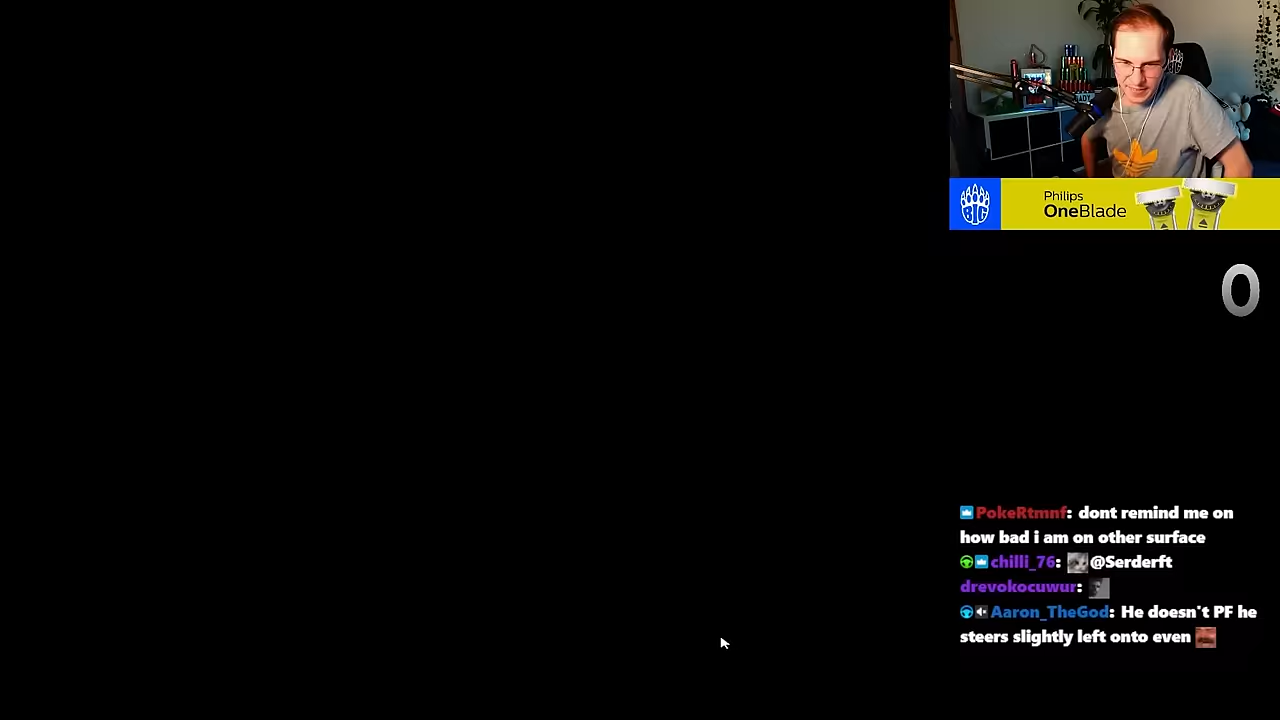 BIG
Philips
OneBlade
0
PokeRtmnf: dont remind me on
how bad i am on other surface
chilli_76: @Serderft
drevokocuwur:
Aaron_TheGod: He doesn't PF he
steers slightly left onto even